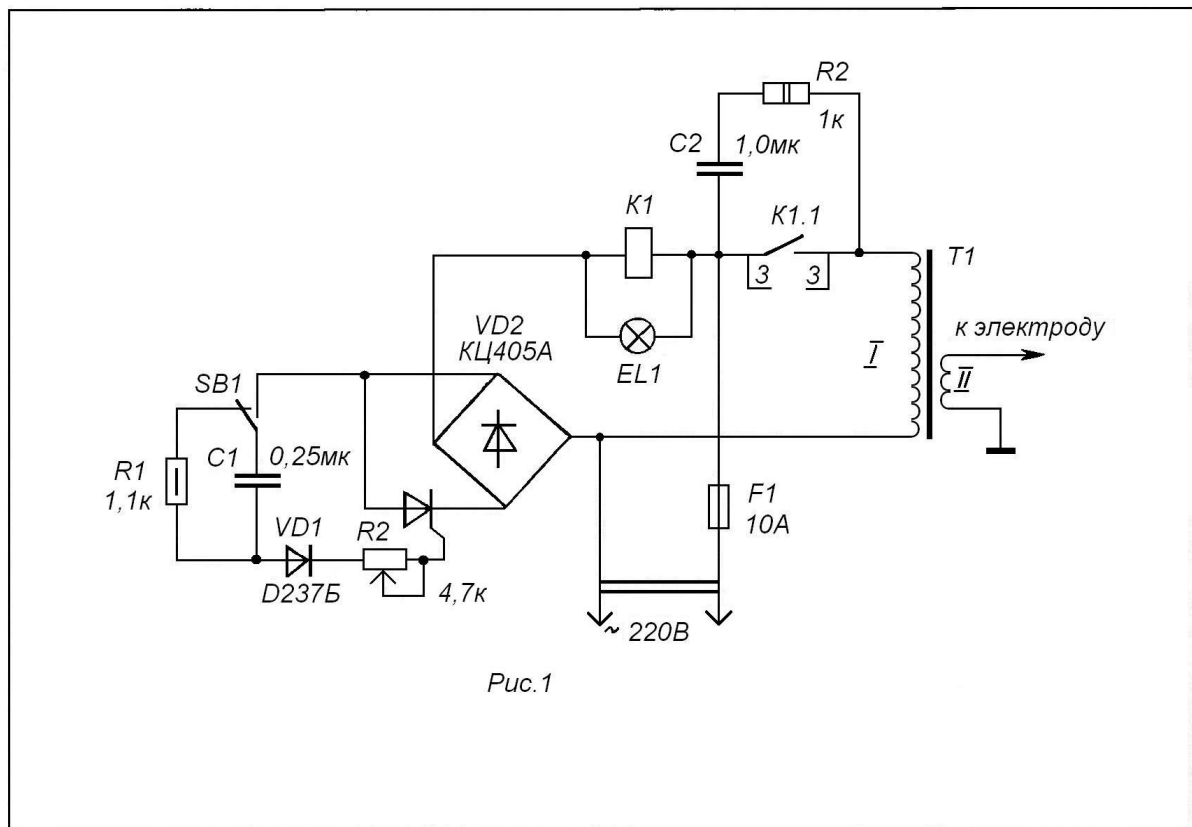 R2
1к
C2
1,0мк
K1
K1.1
3
3
T1
VD2
КЦ405А
EL1
I
к электроду
II
SB1
C1
0,25мк
R1
1,1к
F1
10А
VD1
D237Б
R2
4,7к
~ 220В
Рис.1